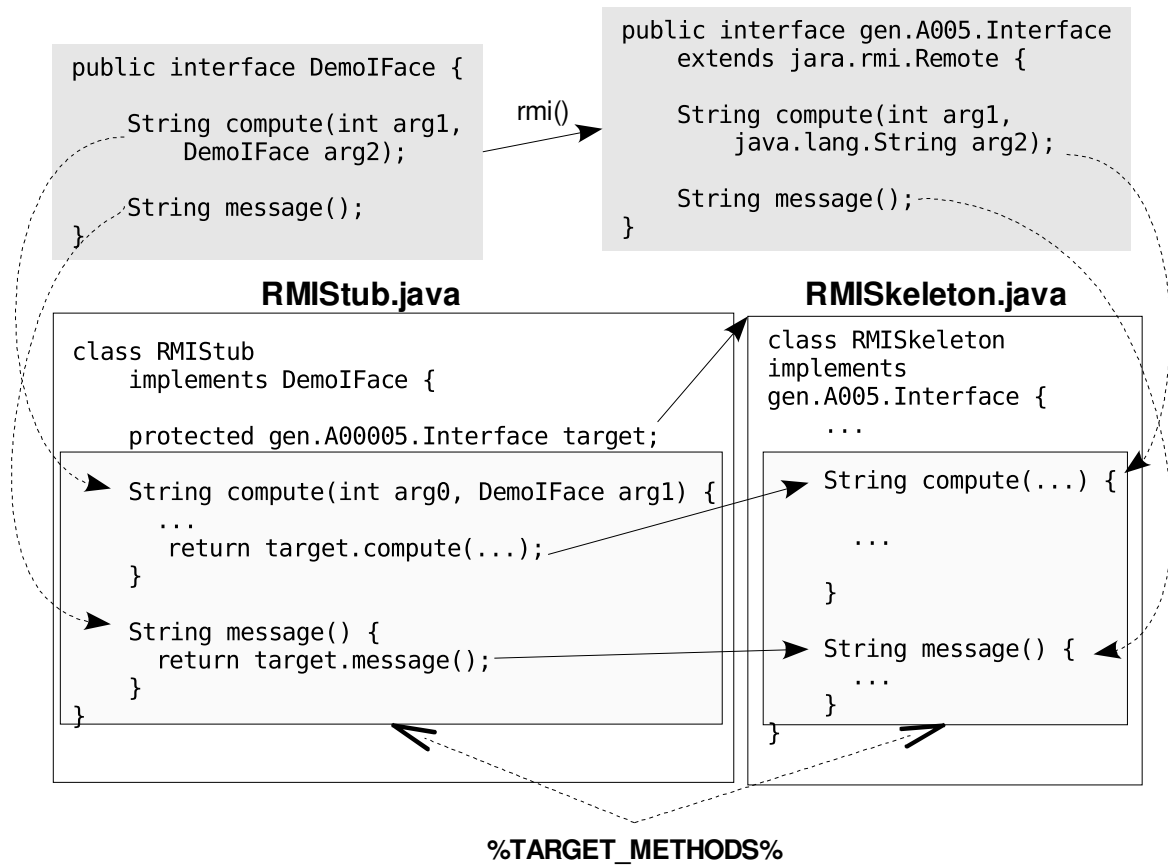 public interface DemoIFace {
String compute(int arg1,
DemoIFace arg2);
String message();
}
rmi()
public interface gen.A005.Interface
extends jara.rmi.Remote {
String compute(int arg1,
java.lang.String arg2);
String message();
}
RMIStub.java
class RMIStub
implements DemoIFace {
protected gen.A00005.Interface target;
String compute(int arg0, DemoIFace arg1) {
...
return target.compute(...);
}
String message() {
return target.message();
}
}
RMISkeleton.java
class RMISkeleton
implements
gen.A005.Interface {
...
String compute(...) {
...
}
String message() {
...
}
}
%TARGET_METHODS%